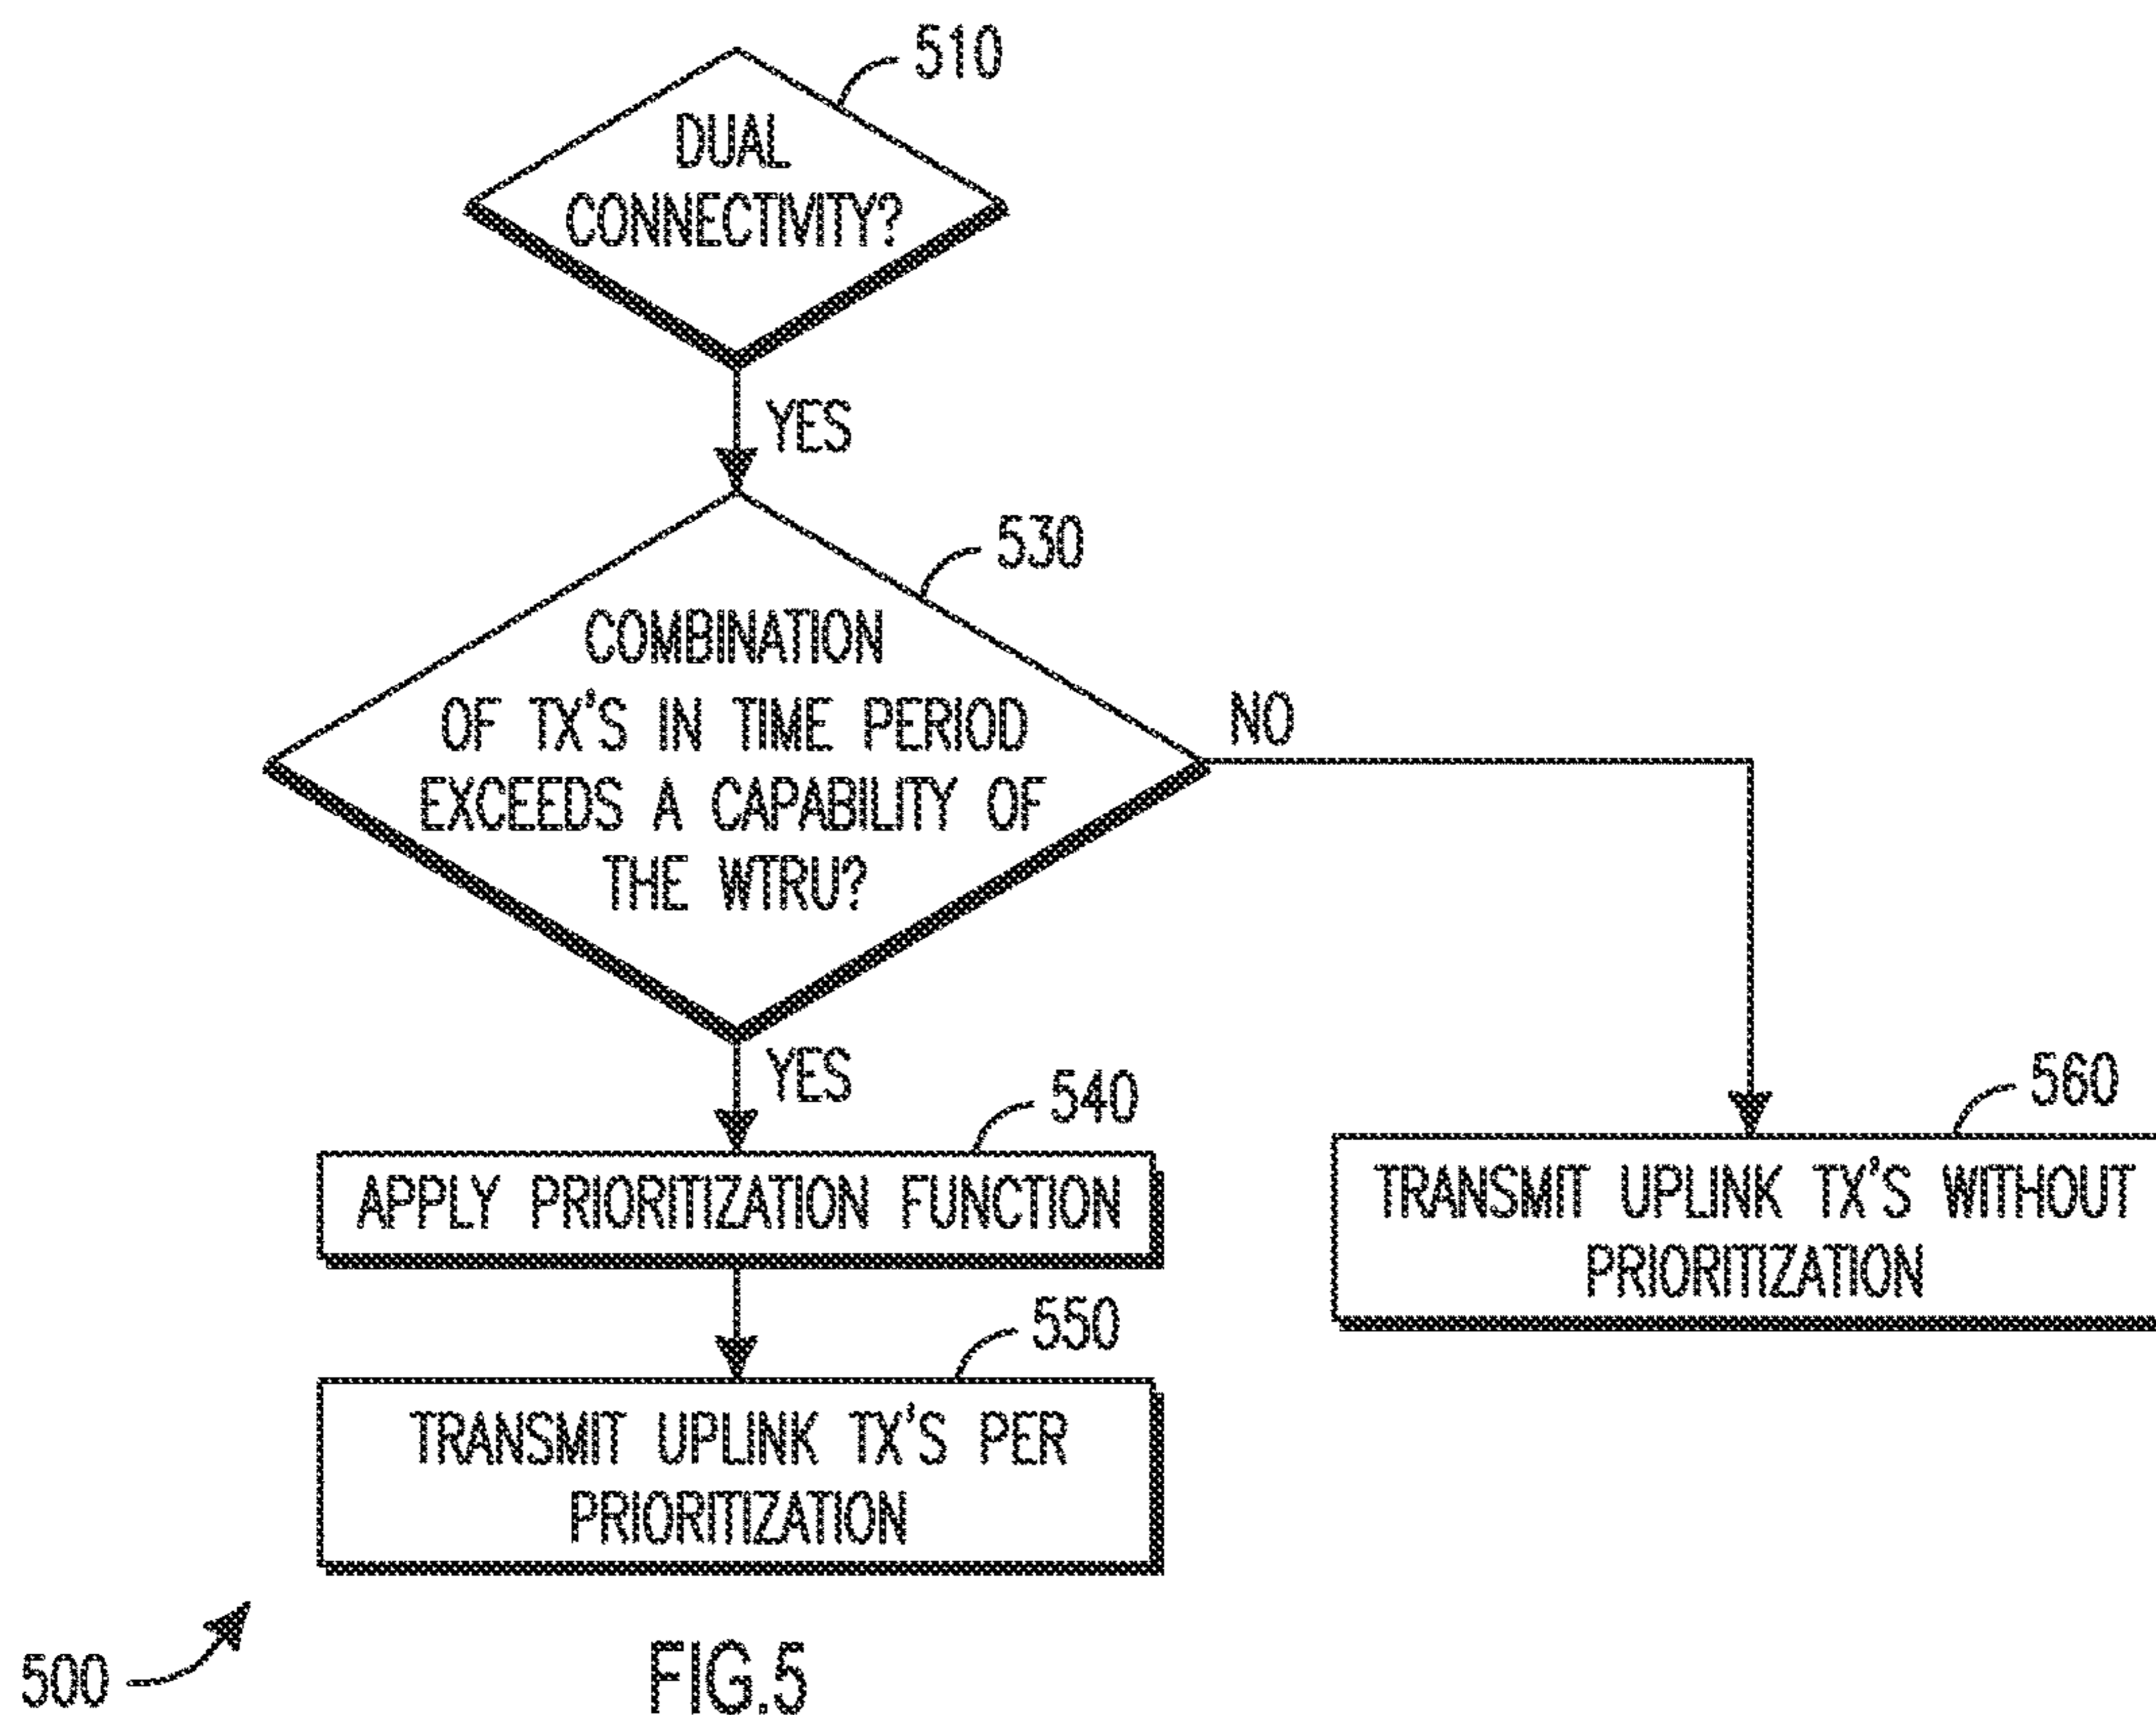 510
DUAL
CONNECTIVITY?
YES
530
COMBINATION
OF TX'S IN TIME PERIOD
EXCEEDS A CAPABILITY OF
THE WTRU?
NO
YES
540
APPLY PRIORITIZATION FUNCTION
560
TRANSMIT UPLINK TX'S WITHOUT
PRIORITIZATION
550
TRANSMIT UPLINK TX'S PER
PRIORITIZATION
500
FIG.5